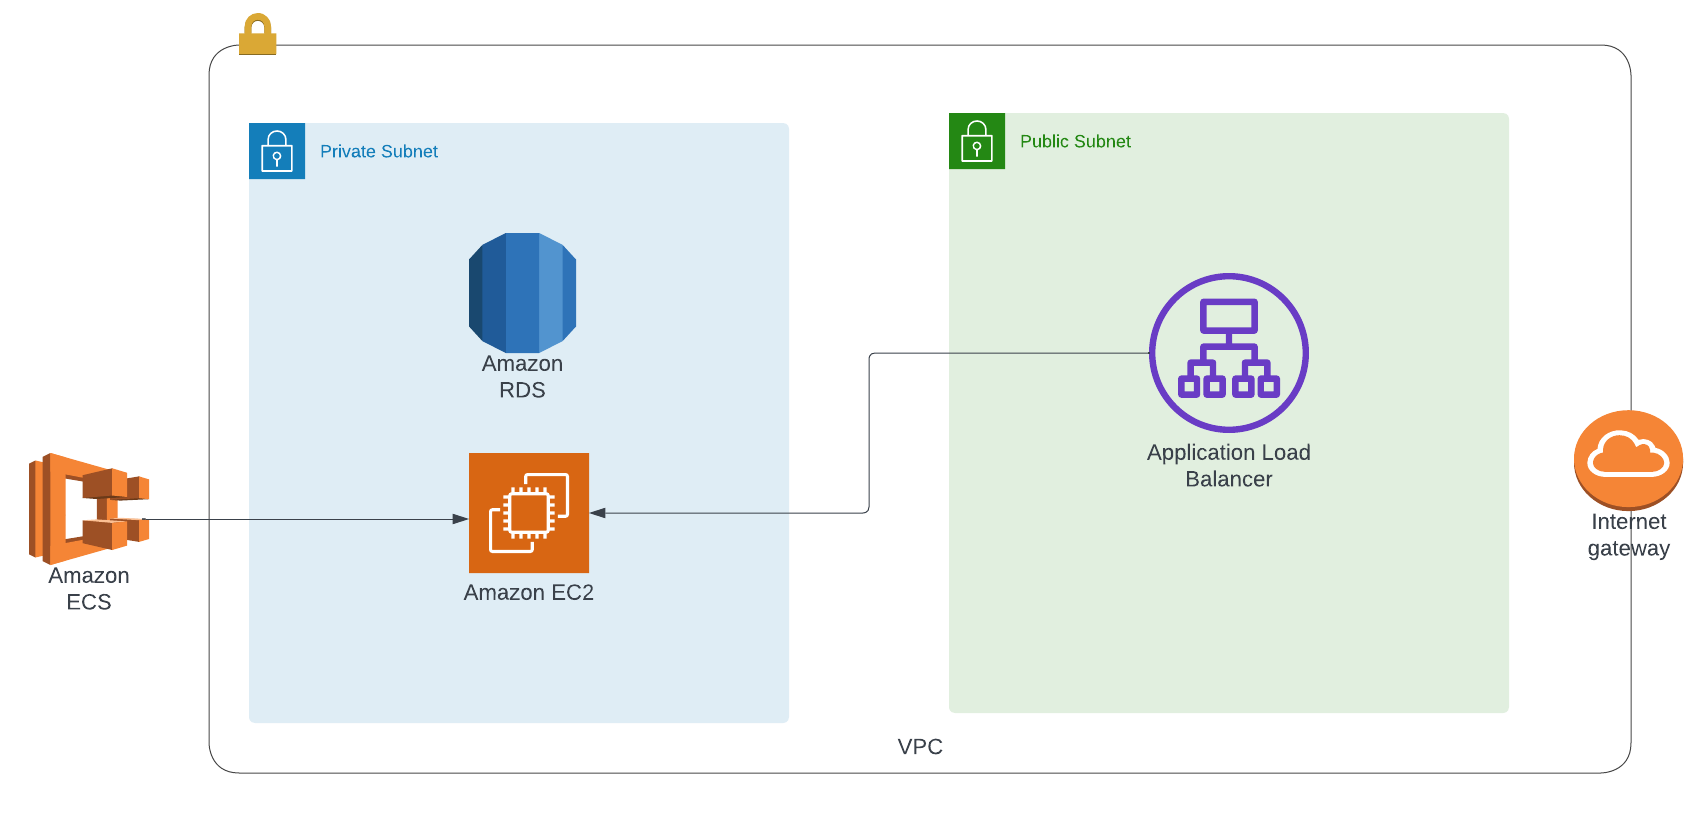 Private Subnet
Public Subnet
Amazon
RDS
Application Load
Balancer
Amazon
ECS
Amazon EC2
Internet
gateway
VPC